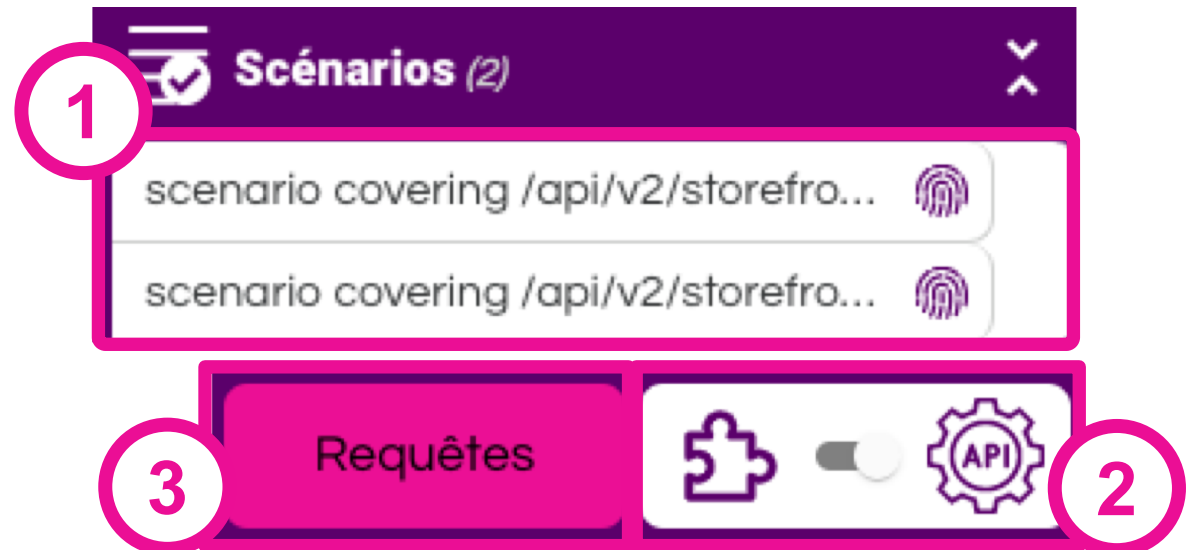 1
Scénarios (2)
scenario covering /api/v2/storefro...
scenario covering /api/v2/storefro...
3
Requêtes
API
2